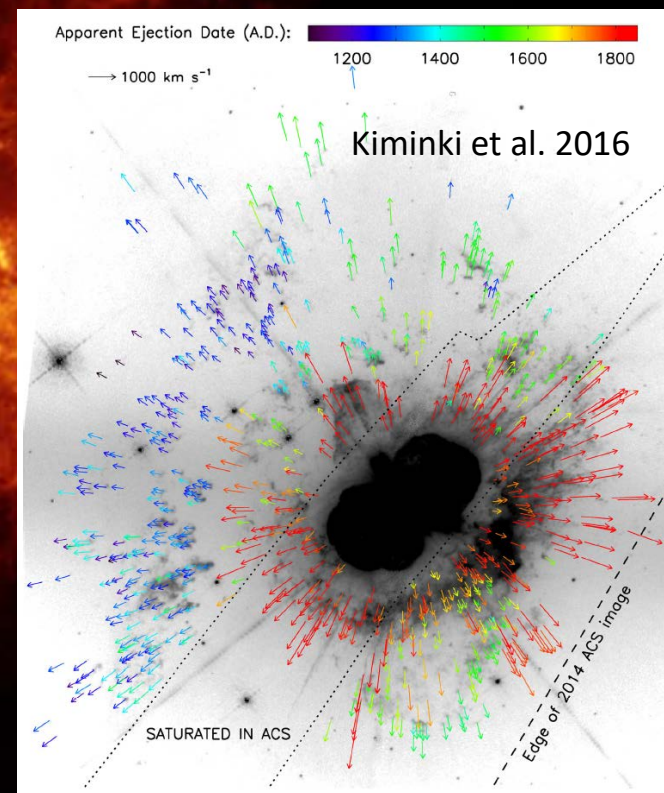 Apparent Ejection Date (A.D.):
1200 1400 1600 1800
1000 km s⁻¹
Kiminki et al. 2016
SATURATED IN ACS
Edge of 2014 ACS image